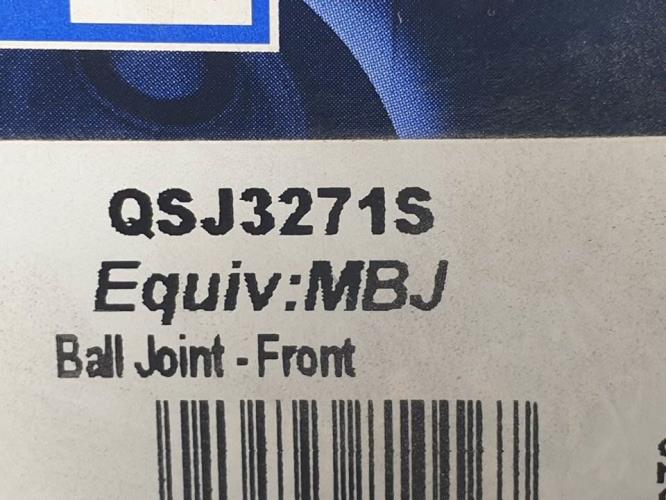 QSJ3271S
Equiv:MBJ
Ball Joint - Front